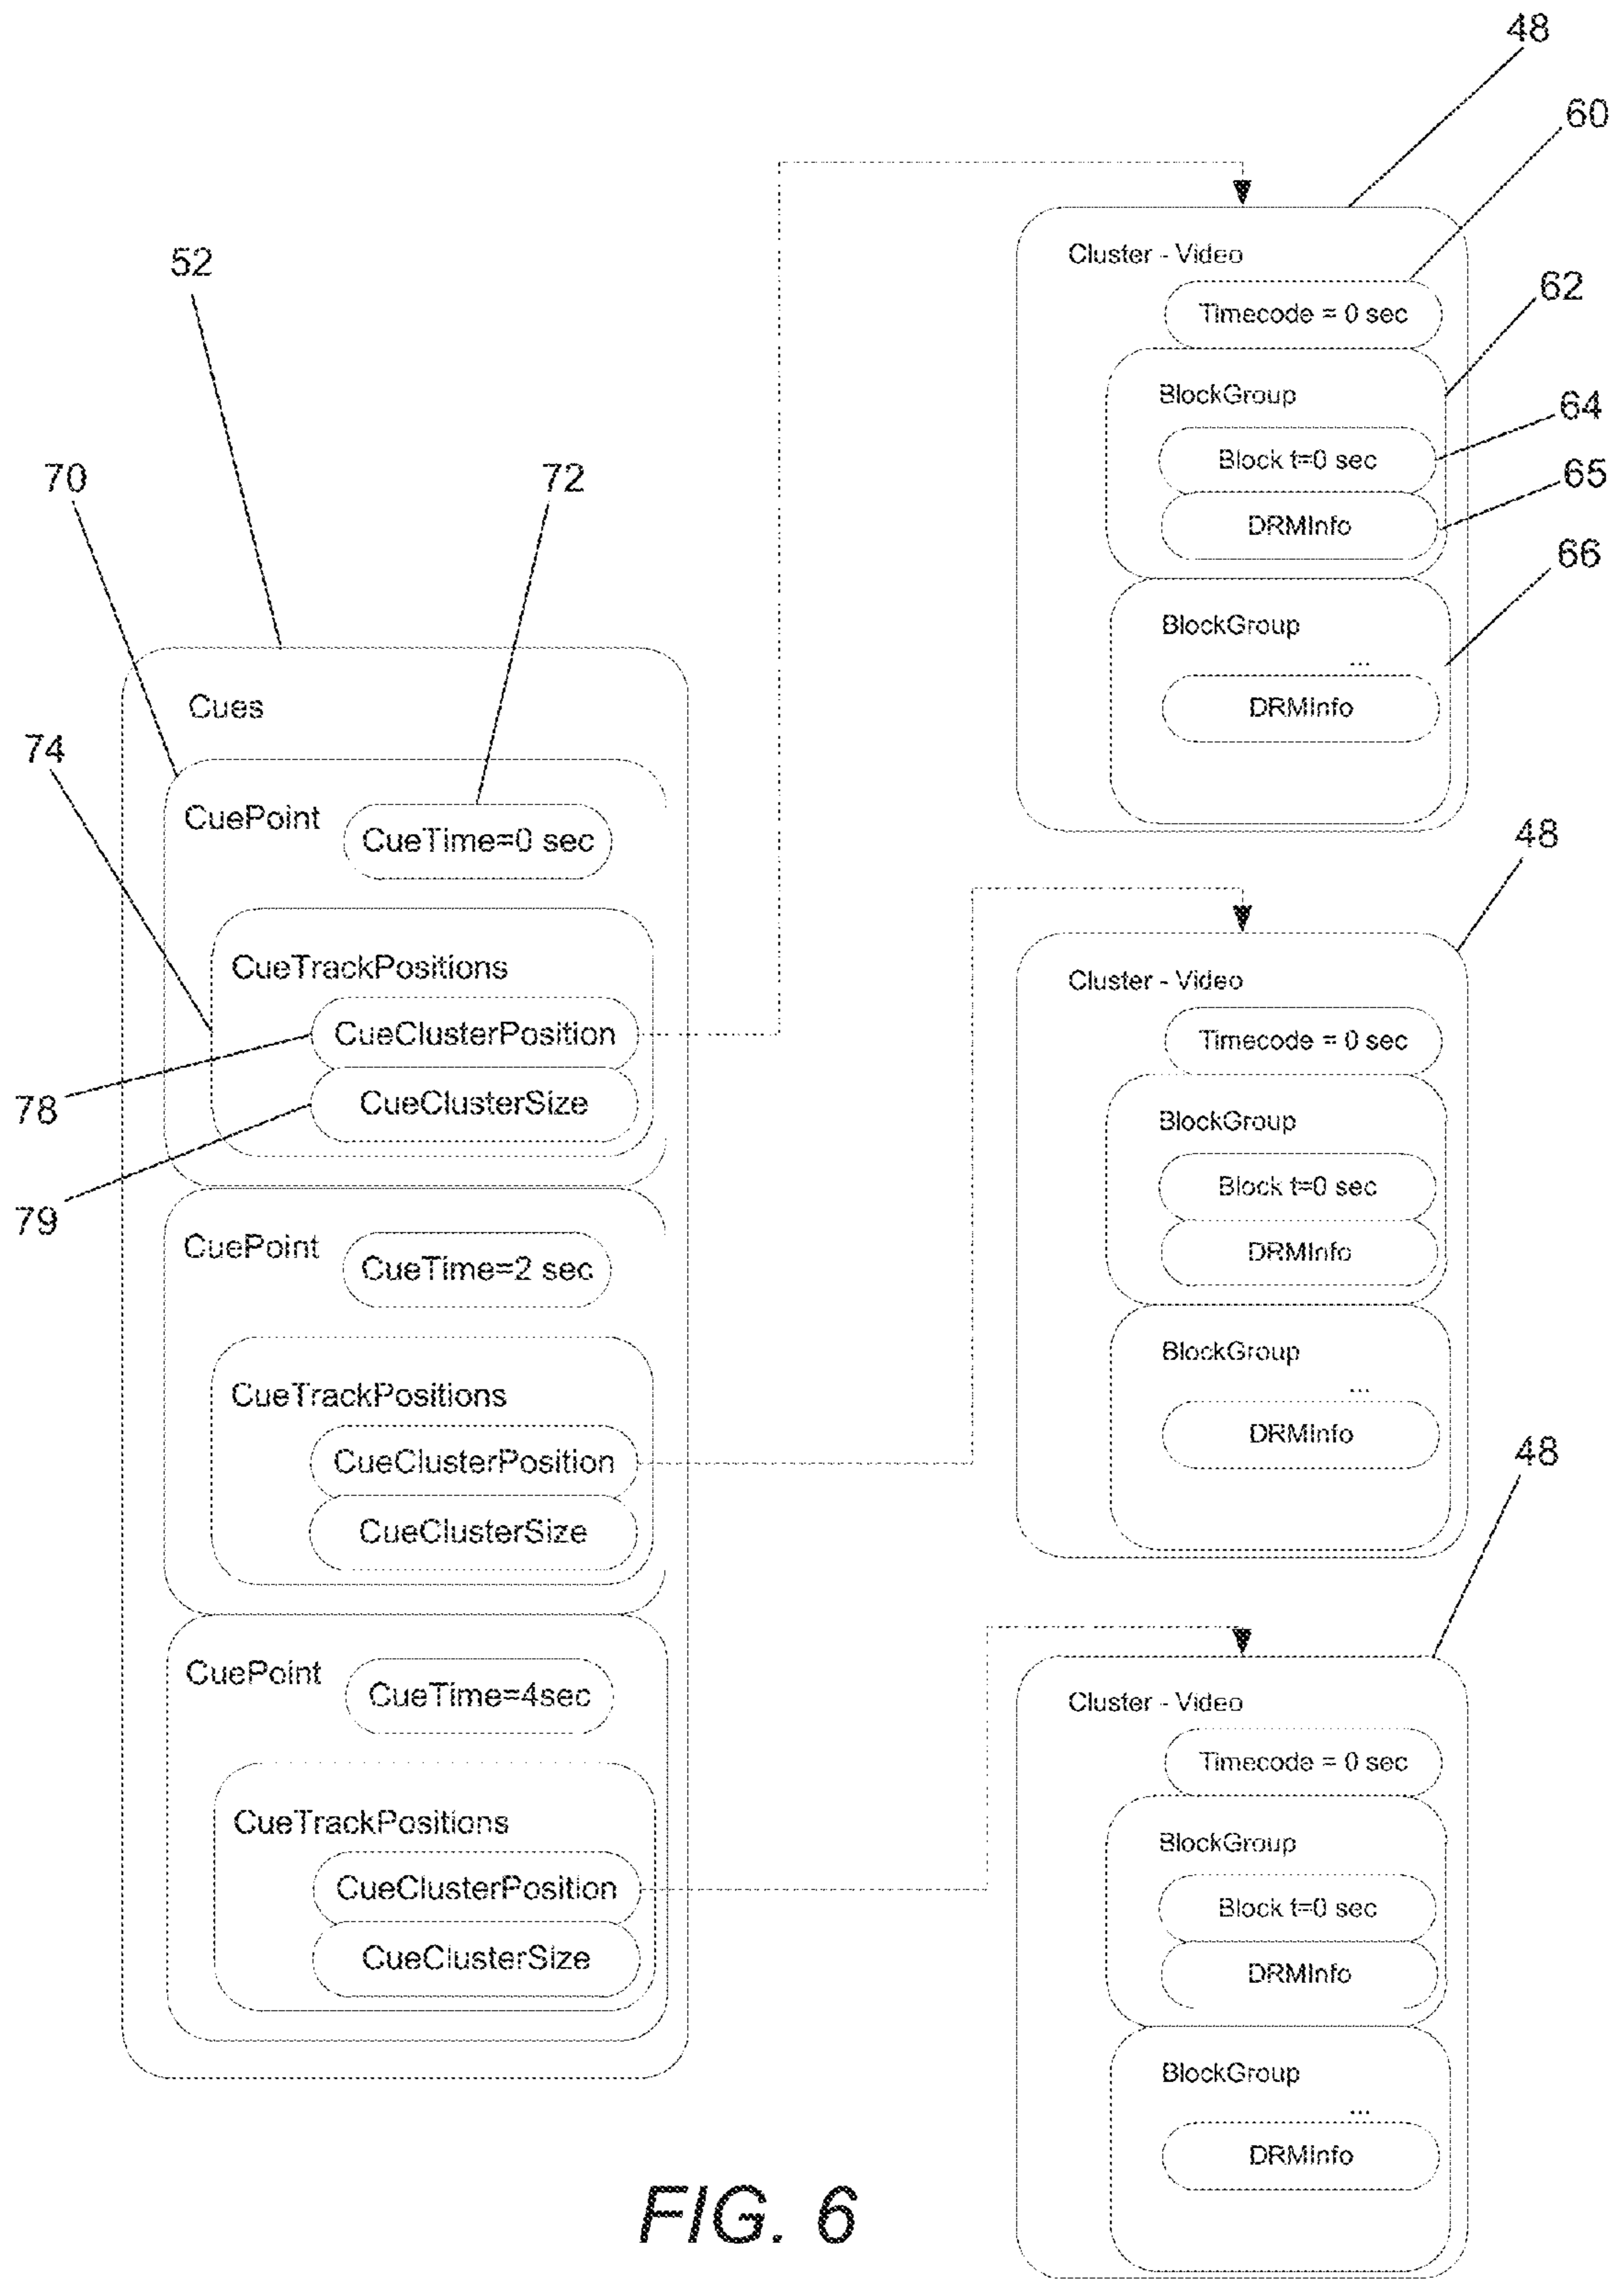 48
60
52
Cluster - Video
62
Timecode = 0 sec
BlockGroup
64
70
72
Block t=0 sec
65
DRMInfo
66
BlockGroup
...
Cues
DRMInfo
74
CuePoint
CueTime=0 sec
48
CueTrackPositions
Cluster - Video
CueClusterPosition
Timecode = 0 sec
78
CueClusterSize
BlockGroup
79
Block t=0 sec
CuePoint
CueTime=2 sec
DRMInfo
BlockGroup
...
CueTrackPositions
DRMInfo
48
CueClusterPosition
CueClusterSize
CuePoint
CueTime=4sec
Cluster - Video
Timecode = 0 sec
CueTrackPositions
BlockGroup
CueClusterPosition
Block t=0 sec
CueClusterSize
DRMInfo
BlockGroup
...
DRMInfo
FIG. 6